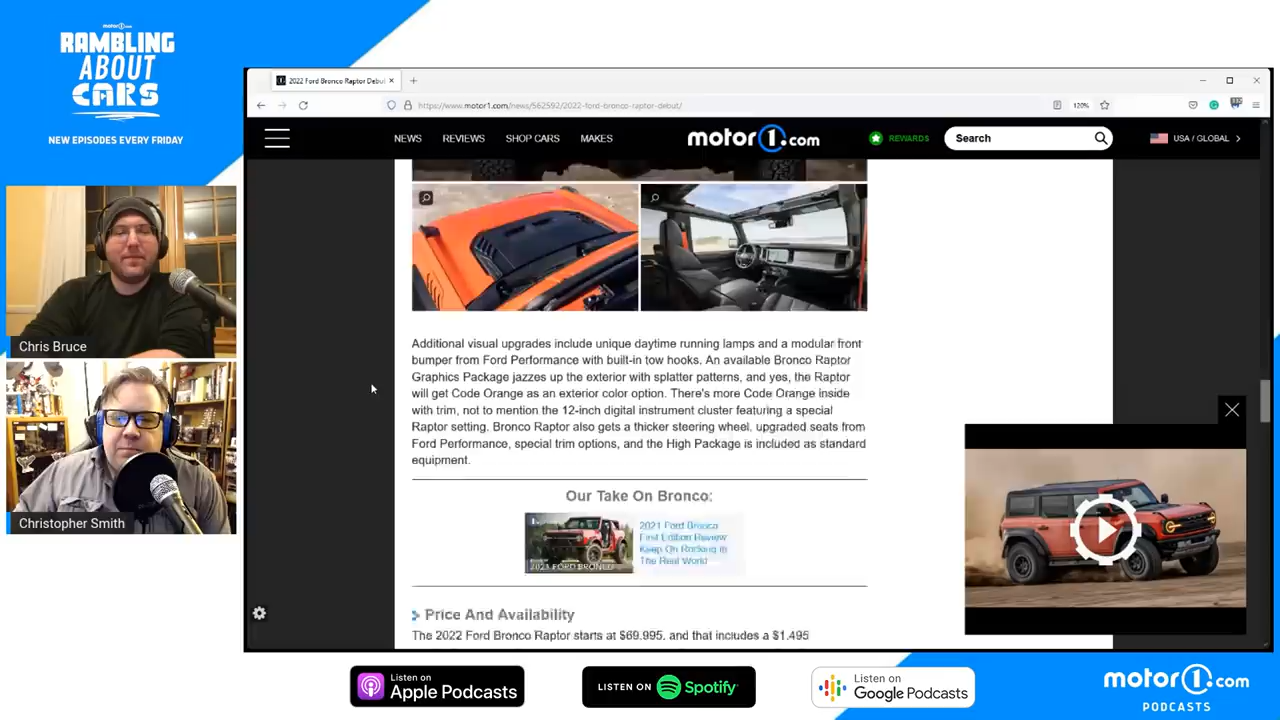 motor1.com
RAMBLING
ABOUT
CARS
NEW EPISODES EVERY FRIDAY
Chris Bruce
Christopher Smith
2022 Ford Bronco Raptor Debut
https://www.motor1.com/news/562592/2022-ford-bronco-raptor-debut/
120%
NEWS
REVIEWS
SHOP CARS
MAKES
motor1.com
REWARDS
Search
USA / GLOBAL
Additional visual upgrades include unique daytime running lamps and a modular front
bumper from Ford Performance with built-in tow hooks. An available Bronco Raptor
Graphics Package jazzes up the exterior with splatter patterns, and yes, the Raptor
will get Code Orange as an exterior color option. There's more Code Orange inside
with trim, not to mention the 12-inch digital instrument cluster featuring a special
Raptor setting. Bronco Raptor also gets a thicker steering wheel, upgraded seats from
Ford Performance, special trim options, and the High Package is included as standard
equipment.
Our Take On Bronco:
2021 FORD BRONCO
2021 Ford Bronco
First Edition Review:
Keep On Rocking In
The Real World
Price And Availability
The 2022 Ford Bronco Raptor starts at $69,995, and that includes a $1,495
Listen on
Apple Podcasts
LISTEN ON
Spotify
Listen on
Google Podcasts
motor1.com
PODCASTS